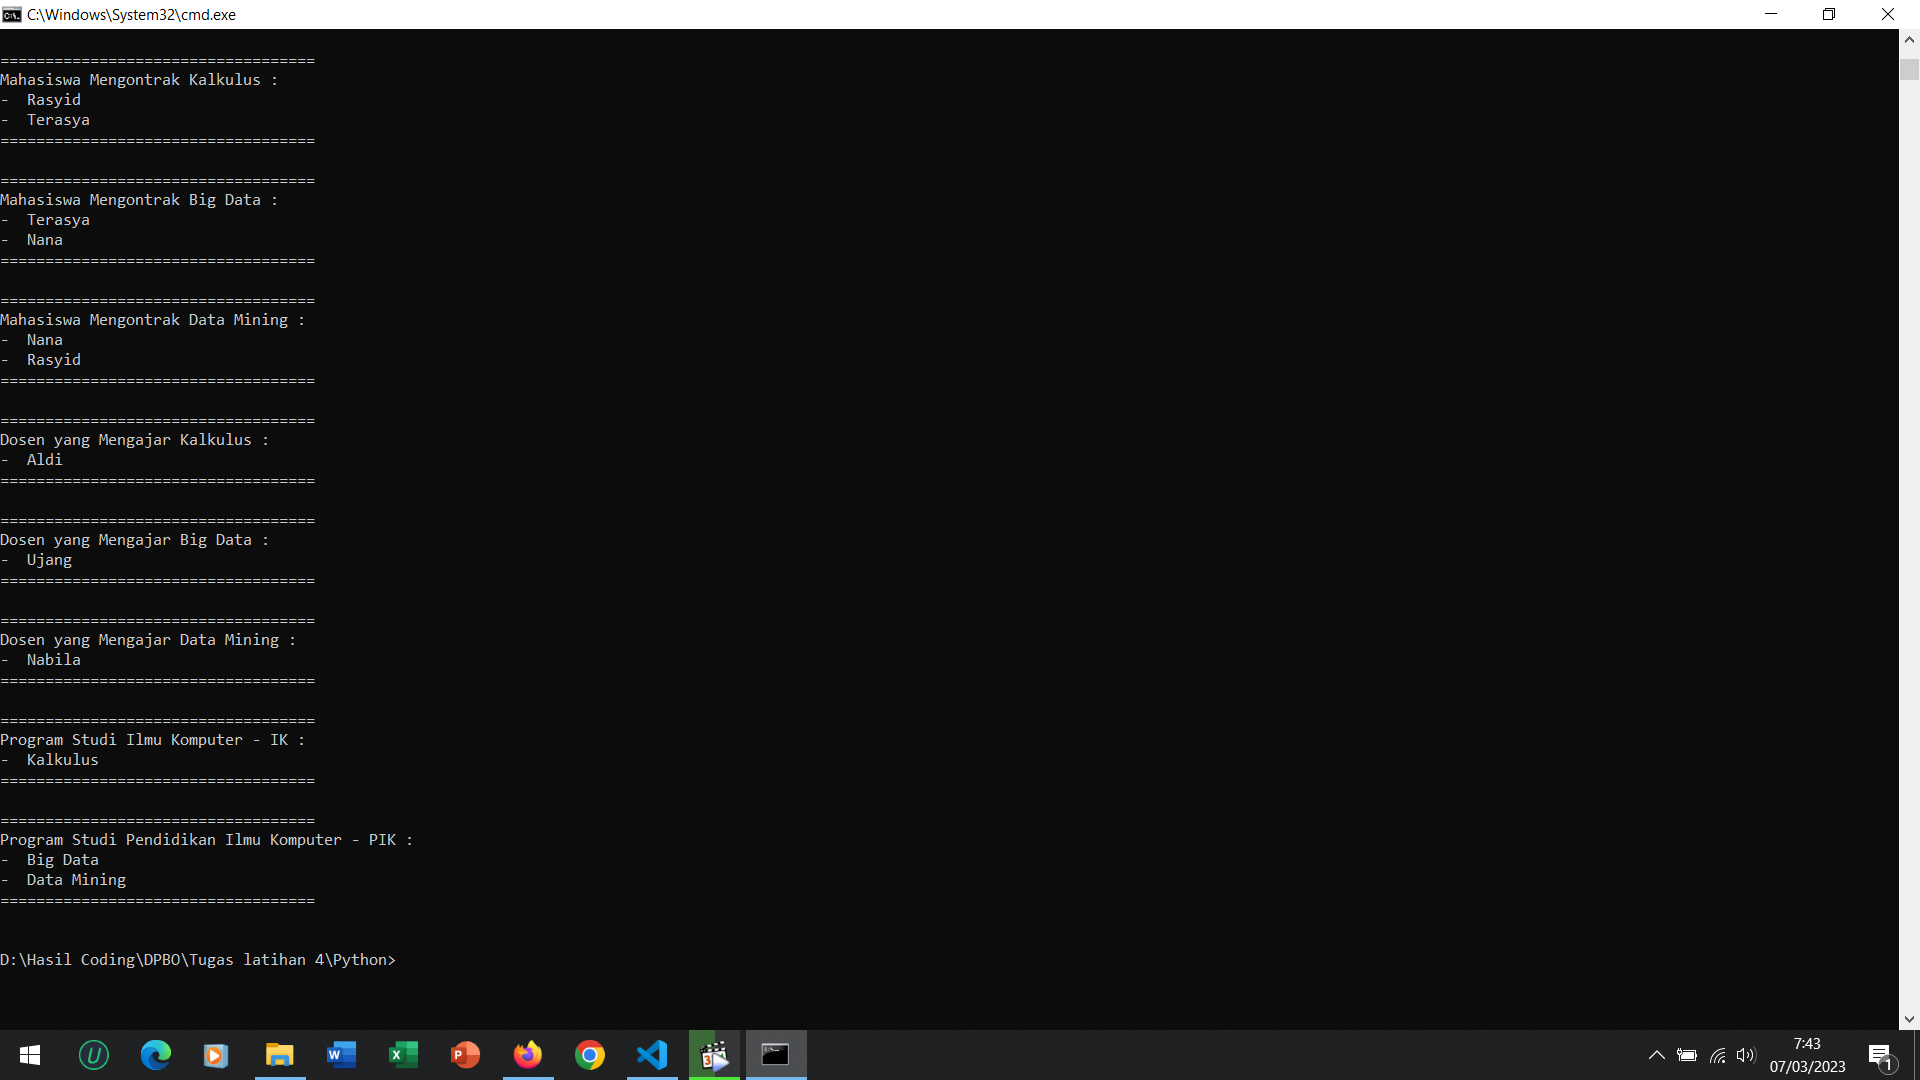 C:\Windows\System32\cmd.exe
===================================
Mahasiswa Mengontrak Kalkulus :
-  Rasyid
-  Terasya
===================================
===================================
Mahasiswa Mengontrak Big Data :
-  Terasya
-  Nana
===================================
===================================
Mahasiswa Mengontrak Data Mining :
-  Nana
-  Rasyid
===================================
===================================
Dosen yang Mengajar Kalkulus :
-  Aldi
===================================
===================================
Dosen yang Mengajar Big Data :
-  Ujang
===================================
===================================
Dosen yang Mengajar Data Mining :
-  Nabila
===================================
===================================
Program Studi Ilmu Komputer - IK :
-  Kalkulus
===================================
===================================
Program Studi Pendidikan Ilmu Komputer - PIK :
-  Big Data
-  Data Mining
===================================
D:\Hasil Coding\DPBO\Tugas latihan 4\Python>
7:43
07/03/2023
1